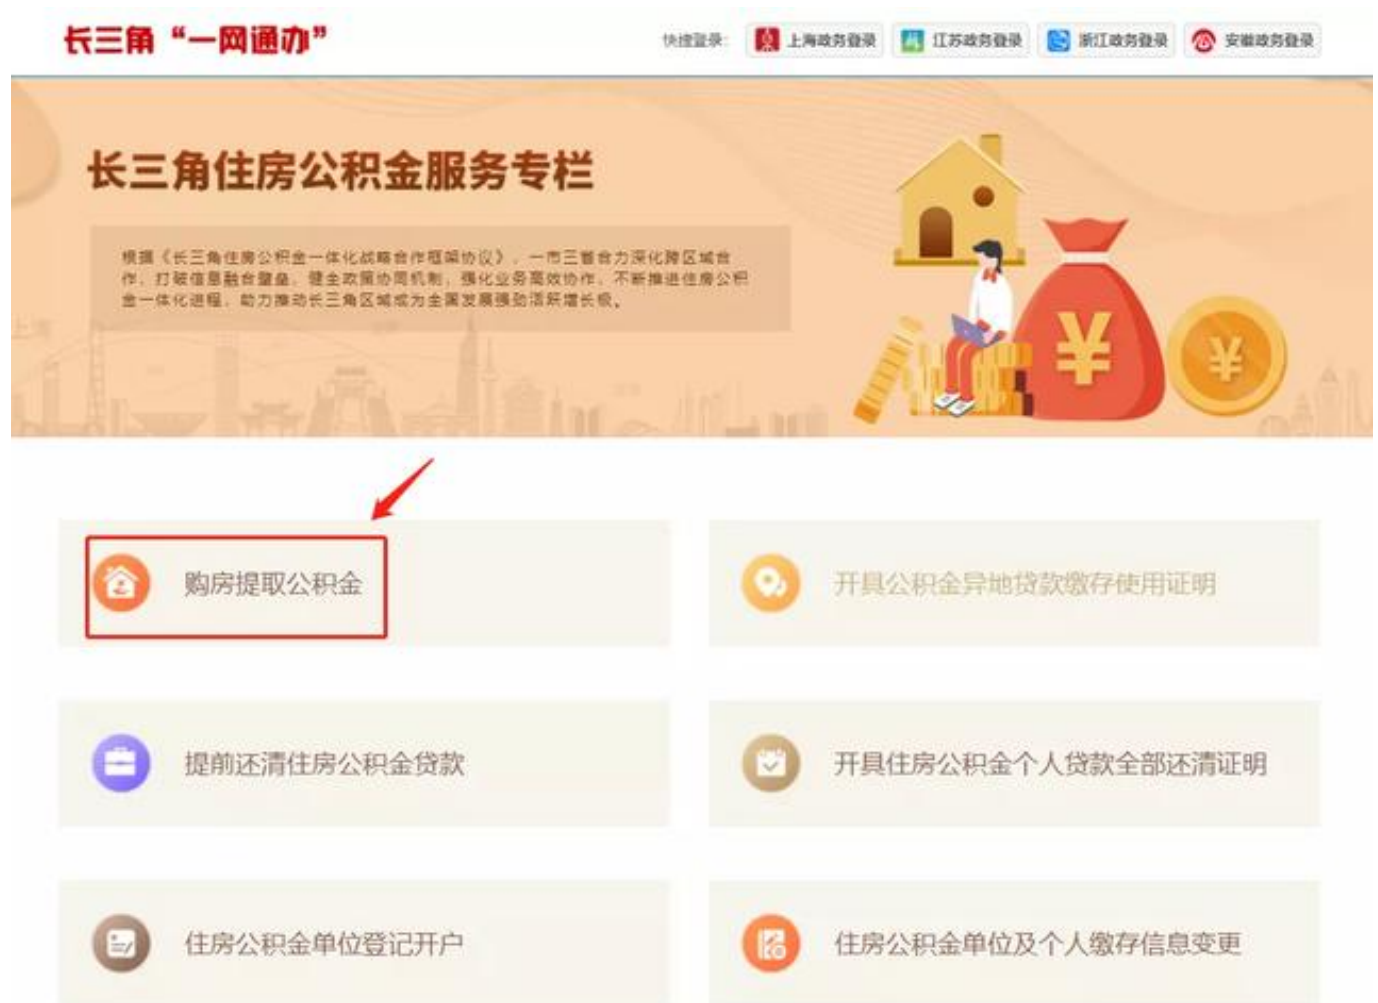 长三角“一网通办”
快捷登录: 上海政务登录 江苏政务登录 浙江政务登录 安徽政务登录
长三角住房公积金服务专栏
根据《长三角住房公积金一体化战略合作框架协议》，一市三省合力深化跨区域合
作，打破信息融合壁垒，健全政策协同机制，强化业务高效协作，不断推进住房公积
金一体化进程，助力推动长三角区域成为全国发展强劲活跃增长极。
上海
购房提取公积金
开具公积金异地贷款缴存使用证明
提前还清住房公积金贷款
开具住房公积金个人贷款全部还清证明
住房公积金单位登记开户
住房公积金单位及个人缴存信息变更